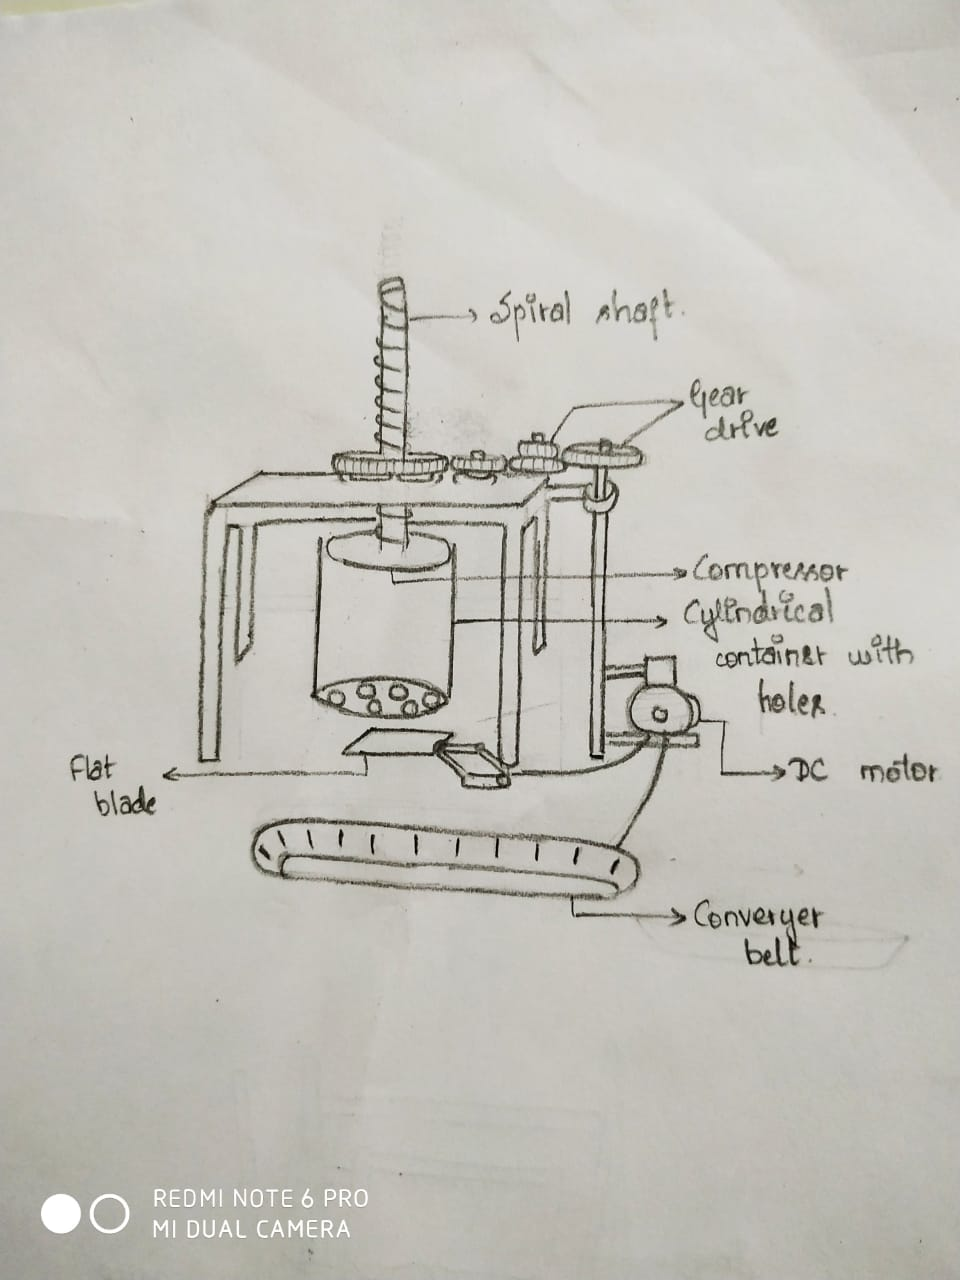 Spiral shaft.
Gear
drive
Compressor
Cylindrical
container with
holes.
Flat
blade
DC motor
Converyer
belt.
REDMI NOTE 6 PRO
MI DUAL CAMERA